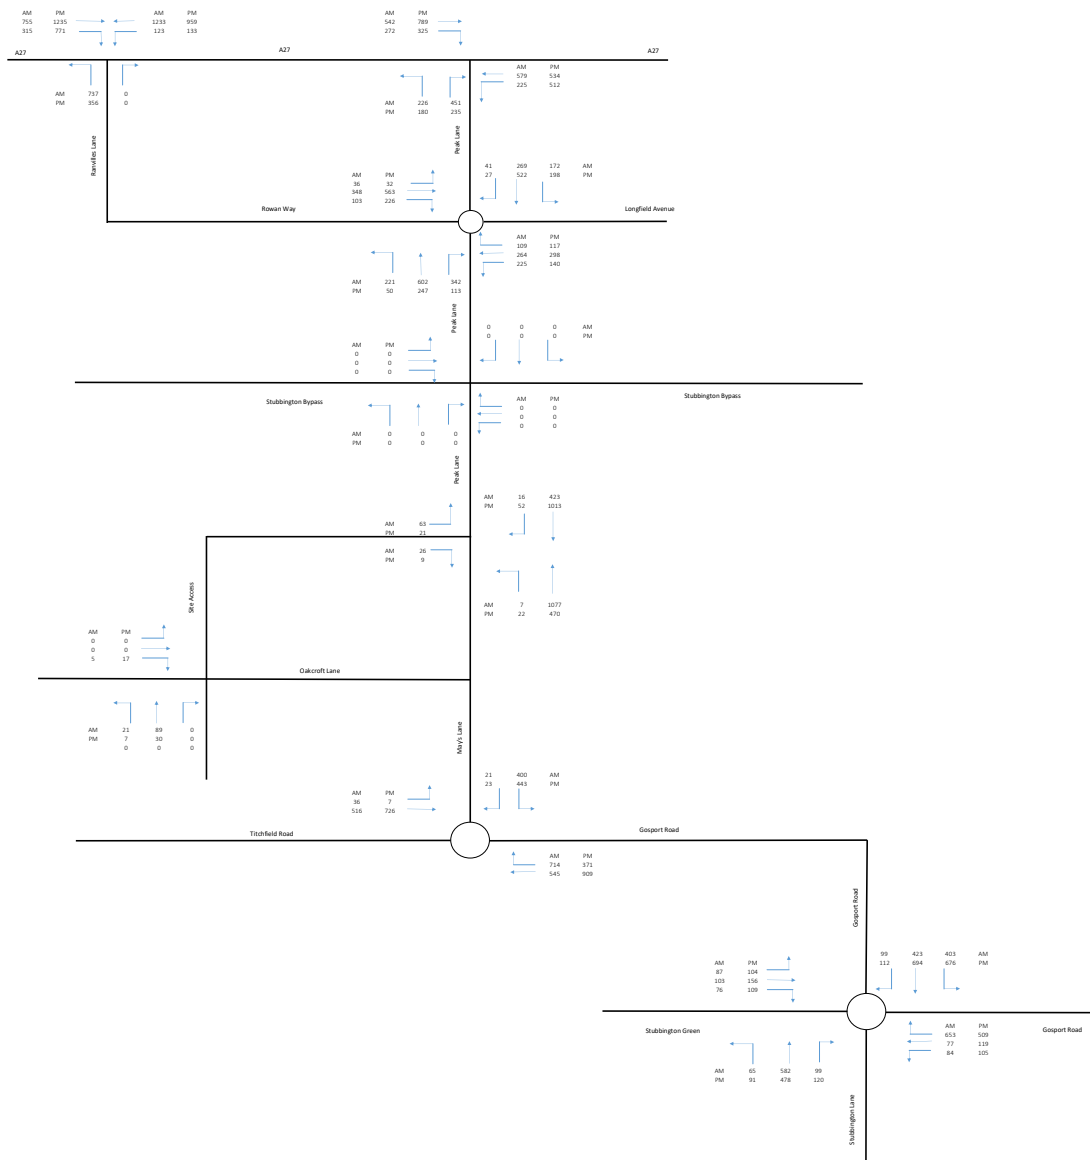 AM PM AM PM AM PM
755 1235 1233 959 542 789
315 771 123 133 272 325
A27 A27 A27
AM PM
579 534
225 512
AM 737 0
PM 356 0
AM 226 451
PM 180 235
Ranvilles Lane
Peak Lane
41 269 172 AM
27 522 198 PM
AM PM
36 32
348 563
103 226
Rowan Way Longfield Avenue
AM PM
109 117
264 298
225 140
AM 221 602 342
PM 50 247 113
Peak Lane
0 0 0 AM
0 0 0 PM
AM PM
0 0
0 0
0 0
Stubbington Bypass Stubbington Bypass
AM PM
0 0
0 0
0 0
AM 0 0 0
PM 0 0 0
Peak Lane
AM 16 423
PM 52 1013
AM 63
PM 21
AM 26
PM 9
Site Access
AM 7 1077
PM 22 470
AM PM
0 0
0 0
5 17
Oakcroft Lane
AM 21 89 0
PM 7 30 0
0 0 0
May's Lane
21 400 AM
23 443 PM
AM PM
36 7
516 726
Titchfield Road Gosport Road
AM PM
714 371
545 909
Gosport Road
99 423 403 AM
112 694 676 PM
AM PM
87 104
103 156
76 109
Stubbington Green Gosport Road
AM PM
653 509
77 119
84 105
AM 65 582 99
PM 91 478 120
Stubbington Lane